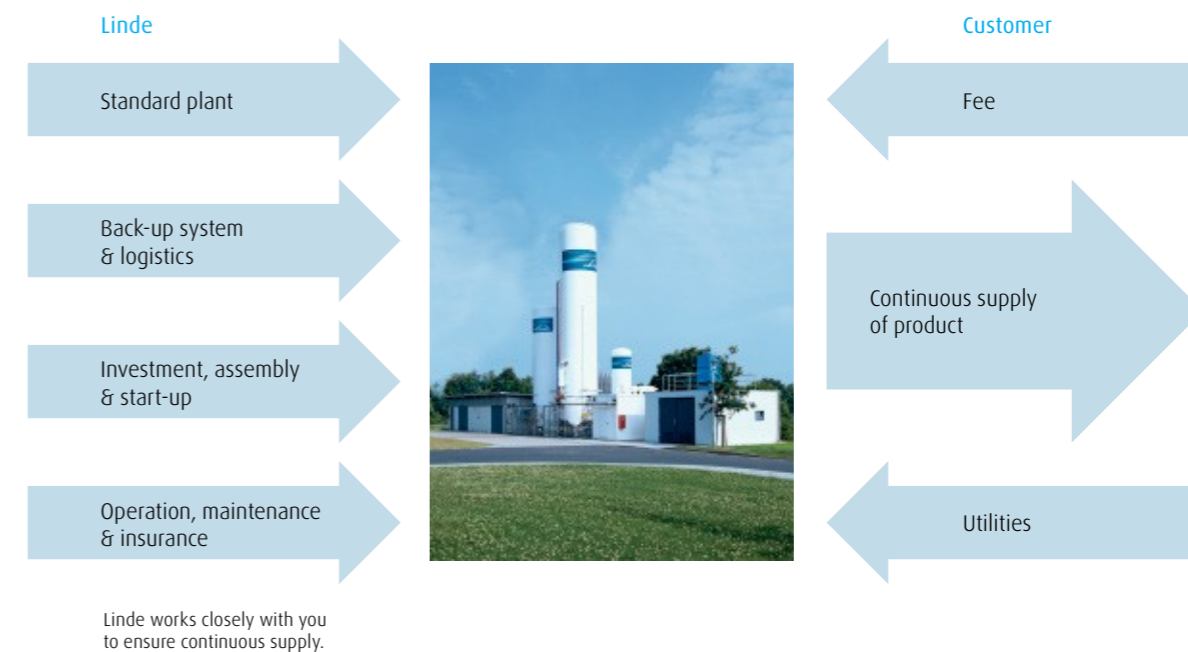 Linde
Customer
Standard plant
Fee
Back-up system
& logistics
Continuous supply
of product
Investment, assembly
& start-up
Operation, maintenance
& insurance
Utilities
Linde works closely with you
to ensure continuous supply.